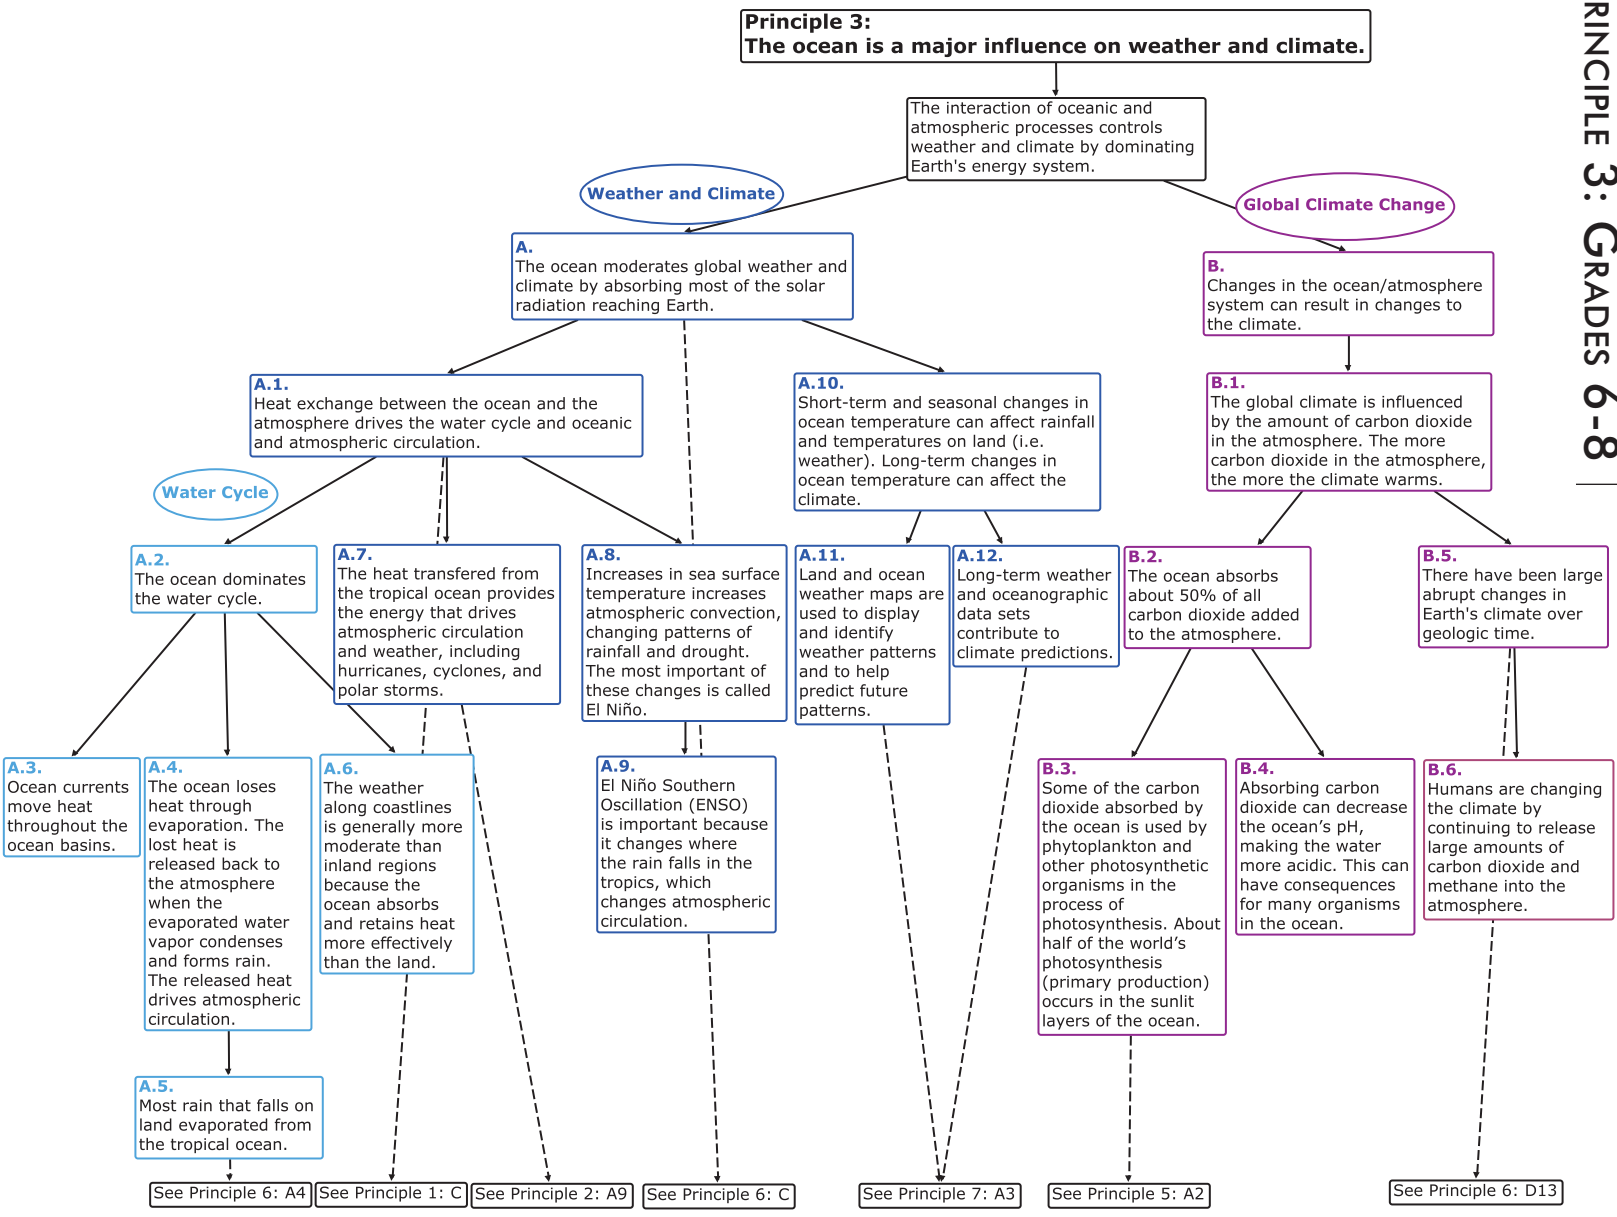 Principle 3:
The ocean is a major influence on weather and climate.
The interaction of oceanic and
atmospheric processes controls
weather and climate by dominating
Earth's energy system.
Weather and Climate
Global Climate Change
A.
The ocean moderates global weather and
climate by absorbing most of the solar
radiation reaching Earth.
B.
Changes in the ocean/atmosphere
system can result in changes to
the climate.
A.1.
Heat exchange between the ocean and the
atmosphere drives the water cycle and oceanic
and atmospheric circulation.
A.10.
Short-term and seasonal changes in
ocean temperature can affect rainfall
and temperatures on land (i.e.
weather). Long-term changes in
ocean temperature can affect the
climate.
B.1.
The global climate is influenced
by the amount of carbon dioxide
in the atmosphere. The more
carbon dioxide in the atmosphere,
the more the climate warms.
Water Cycle
A.2.
The ocean dominates
the water cycle.
A.7.
The heat transfered from
the tropical ocean provides
the energy that drives
atmospheric circulation
and weather, including
hurricanes, cyclones, and
polar storms.
A.8.
Increases in sea surface
temperature increases
atmospheric convection,
changing patterns of
rainfall and drought.
The most important of
these changes is called
El Niño.
A.11.
Land and ocean
weather maps are
used to display
and identify
weather patterns
and to help
predict future
patterns.
A.12.
Long-term weather
and oceanographic
data sets
contribute to
climate predictions.
B.2.
The ocean absorbs
about 50% of all
carbon dioxide added
to the atmosphere.
B.5.
There have been large
abrupt changes in
Earth's climate over
geologic time.
A.3.
Ocean currents
move heat
throughout the
ocean basins.
A.4.
The ocean loses
heat through
evaporation. The
lost heat is
released back to
the atmosphere
when the
evaporated water
vapor condenses
and forms rain.
The released heat
drives atmospheric
circulation.
A.6.
The weather
along coastlines
is generally more
moderate than
inland regions
because the
ocean absorbs
and retains heat
more effectively
than the land.
A.9.
El Niño Southern
Oscillation (ENSO)
is important because
it changes where
the rain falls in the
tropics, which
changes atmospheric
circulation.
B.3.
Some of the carbon
dioxide absorbed by
the ocean is used by
phytoplankton and
other photosynthetic
organisms in the
process of
photosynthesis. About
half of the world’s
photosynthesis
(primary production)
occurs in the sunlit
layers of the ocean.
B.4.
Absorbing carbon
dioxide can decrease
the ocean’s pH,
making the water
more acidic. This can
have consequences
for many organisms
in the ocean.
B.6.
Humans are changing
the climate by
continuing to release
large amounts of
carbon dioxide and
methane into the
atmosphere.
A.5.
Most rain that falls on
land evaporated from
the tropical ocean.
See Principle 6: A4
See Principle 1: C
See Principle 2: A9
See Principle 6: C
See Principle 7: A3
See Principle 5: A2
See Principle 6: D13
RINCIPLE 3: GRADES 6-8